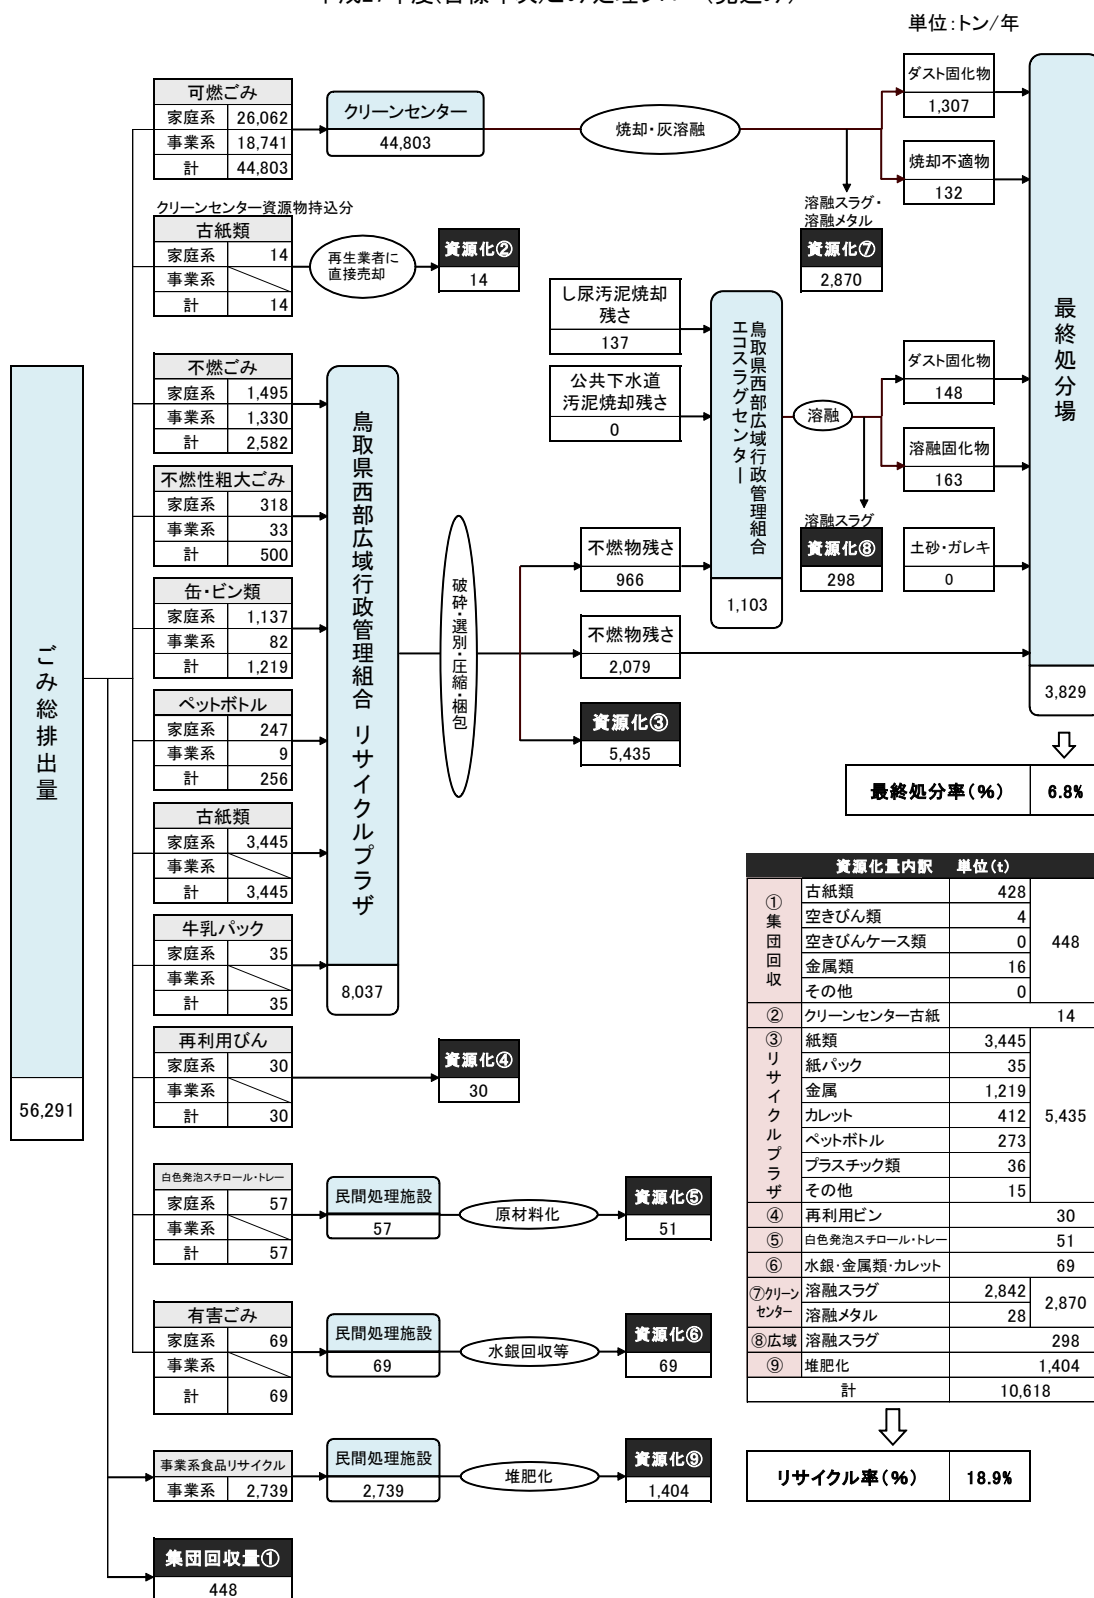 単位:トン/年
可燃ごみ
家庭系 26,062
事業系 18,741
計 44,803
クリーンセンター
44,803
焼却・灰溶融
ダスト固化物
1,307
焼却不適物
132
溶融スラグ・
溶融メタル
資源化⑦
2,870
クリーンセンター資源物持込分
古紙類
家庭系 14
事業系
計 14
再生業者に
直接売却
資源化②
14
し尿汚泥焼却
残さ
137
公共下水道
汚泥焼却残さ
0
鳥取県西部広域行政管理組合
エコスラグセンター
1,103
溶融
ダスト固化物
148
溶融固化物
163
溶融スラグ
資源化⑧
298
土砂・ガレキ
0
最終処分場
3,829
最終処分率(%) 6.8%
ごみ総排出量
56,291
不燃ごみ
家庭系 1,495
事業系 1,330
計 2,582
不燃性粗大ごみ
家庭系 318
事業系 33
計 500
缶・ビン類
家庭系 1,137
事業系 82
計 1,219
ペットボトル
家庭系 247
事業系 9
計 256
古紙類
家庭系 3,445
事業系
計 3,445
牛乳パック
家庭系 35
事業系
計 35
鳥取県西部広域行政管理組合 リサイクルプラザ
8,037
破砕・選別・圧縮・梱包
不燃物残さ
966
不燃物残さ
2,079
資源化③
5,435
再利用びん
家庭系 30
事業系
計 30
資源化④
30
白色発泡スチロール・トレー
家庭系 57
事業系
計 57
民間処理施設
57
原材料化
資源化⑤
51
有害ごみ
家庭系 69
事業系
計 69
民間処理施設
69
水銀回収等
資源化⑥
69
事業系食品リサイクル
事業系 2,739
民間処理施設
2,739
堆肥化
資源化⑨
1,404
集団回収量①
448
資源化量内訳 単位(t)
①集団回収
古紙類 428
空きびん類 4
空きびんケース類 0
金属類 16
その他 0
448
② クリーンセンター古紙 14
③リサイクルプラザ
紙類 3,445
紙パック 35
金属 1,219
カレット 412
ペットボトル 273
プラスチック類 36
その他 15
5,435
④ 再利用ビン 30
⑤ 白色発泡スチロール・トレー 51
⑥ 水銀・金属類・カレット 69
⑦クリーン
センター
溶融スラグ 2,842
溶融メタル 28
2,870
⑧広域 溶融スラグ 298
⑨ 堆肥化 1,404
計 10,618
リサイクル率(%) 18.9%